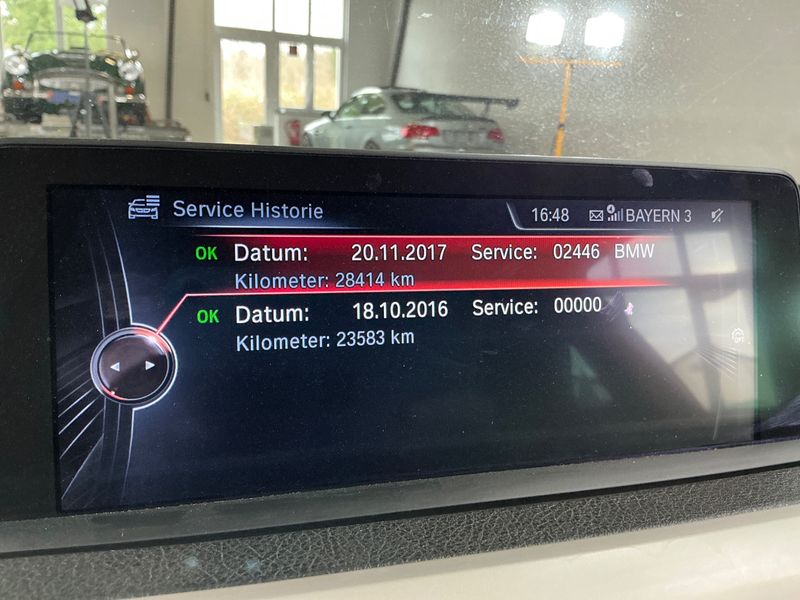 Service Historie
16:48 BAYERN 3
OK Datum: 20.11.2017 Service: 02446 BMW
Kilometer: 28414 km
OK Datum: 18.10.2016 Service: 00000
Kilometer: 23583 km